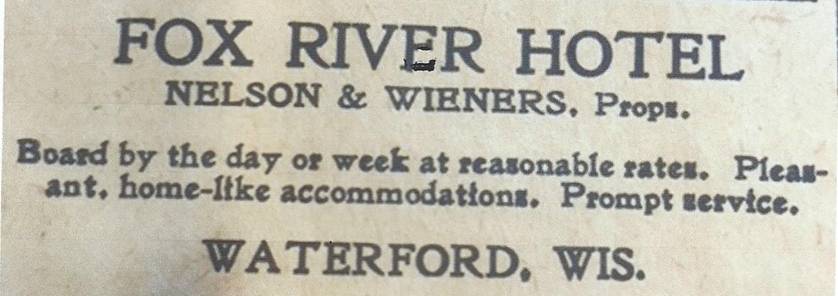 FOX RIVER HOTEL
NELSON & WIENERS, Props.
Board by the day or week at reasonable rates. Pleas-
ant, home-like accommodations. Prompt service.
WATERFORD, WIS.